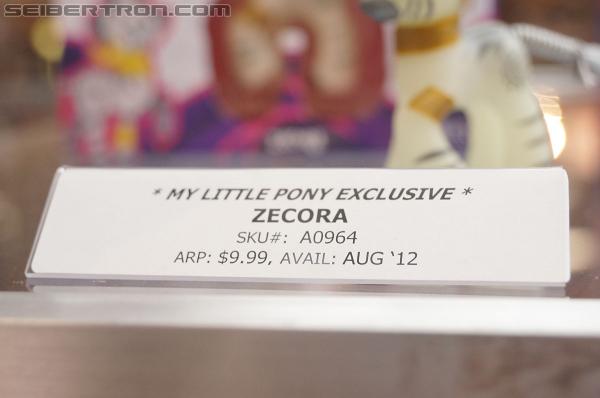 SEIBERTRON.COM
* MY LITTLE PONY EXCLUSIVE *
ZECORA
SKU#: A0964
ARP: $9.99, AVAIL: AUG ‘12